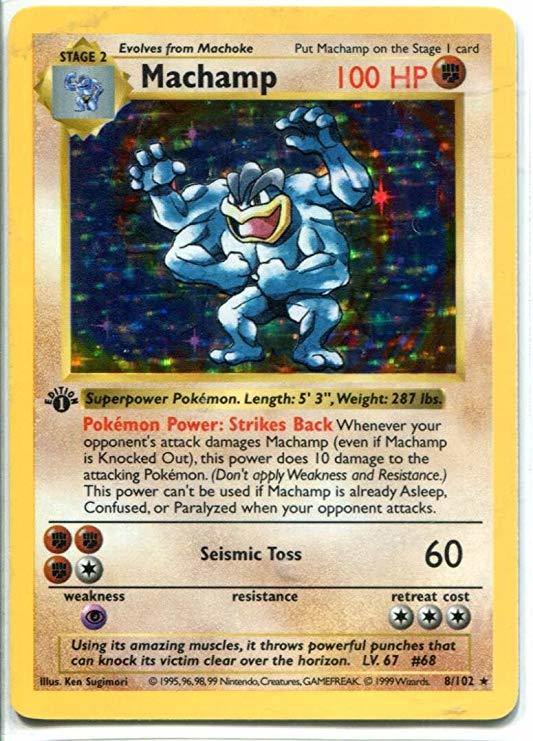 STAGE 2
Evolves from Machoke
Put Machamp on the Stage 1 card
Machamp
100 HP
EDITION
1
Superpower Pokémon. Length: 5' 3", Weight: 287 lbs.
Pokémon Power: Strikes Back Whenever your
opponent's attack damages Machamp (even if Machamp
is Knocked Out), this power does 10 damage to the
attacking Pokémon. (Don't apply Weakness and Resistance.)
This power can't be used if Machamp is already Asleep,
Confused, or Paralyzed when your opponent attacks.
Seismic Toss
60
weakness
resistance
retreat cost
Using its amazing muscles, it throws powerful punches that
can knock its victim clear over the horizon. LV. 67 #68
Illus. Ken Sugimori © 1995, 96, 98, 99 Nintendo, Creatures, GAMEFREAK. © 1999 Wizards. 8/102 ★